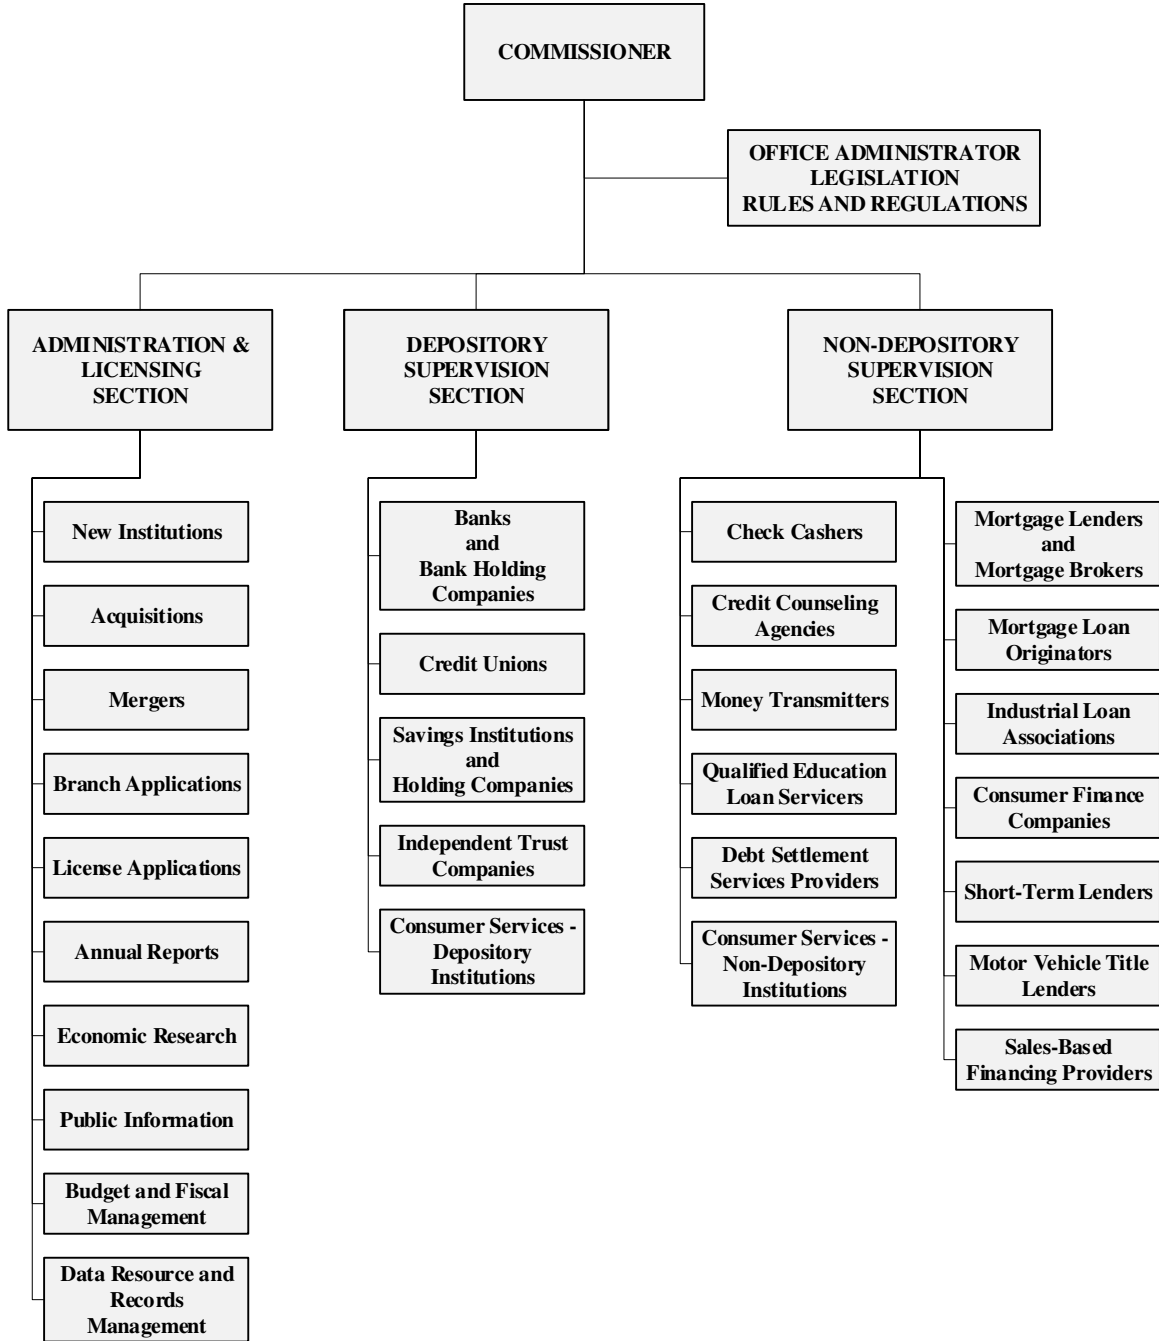 COMMISSIONER
OFFICE ADMINISTRATOR
LEGISLATION
RULES AND REGULATIONS
ADMINISTRATION &
LICENSING
SECTION
DEPOSITORY
SUPERVISION
SECTION
NON-DEPOSITORY
SUPERVISION
SECTION
New Institutions
Acquisitions
Mergers
Branch Applications
License Applications
Annual Reports
Economic Research
Public Information
Budget and Fiscal
Management
Data Resource and
Records
Management
Banks
and
Bank Holding
Companies
Credit Unions
Savings Institutions
and
Holding Companies
Independent Trust
Companies
Consumer Services -
Depository
Institutions
Check Cashers
Credit Counseling
Agencies
Money Transmitters
Qualified Education
Loan Servicers
Debt Settlement
Services Providers
Consumer Services -
Non-Depository
Institutions
Mortgage Lenders
and
Mortgage Brokers
Mortgage Loan
Originators
Industrial Loan
Associations
Consumer Finance
Companies
Short-Term Lenders
Motor Vehicle Title
Lenders
Sales-Based
Financing Providers